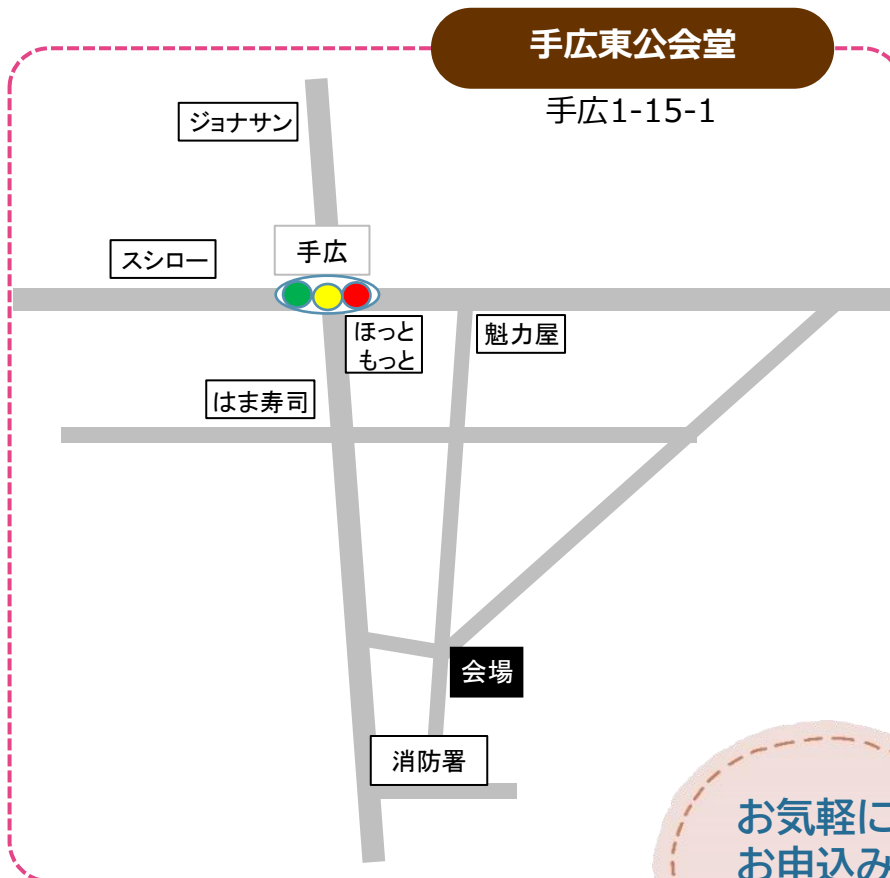 手広東公会堂
手広1-15-1
ジョナサン
手広
スシロー
ほっと
もっと
魁力屋
はま寿司
会場
消防署
お気軽に
お申込み